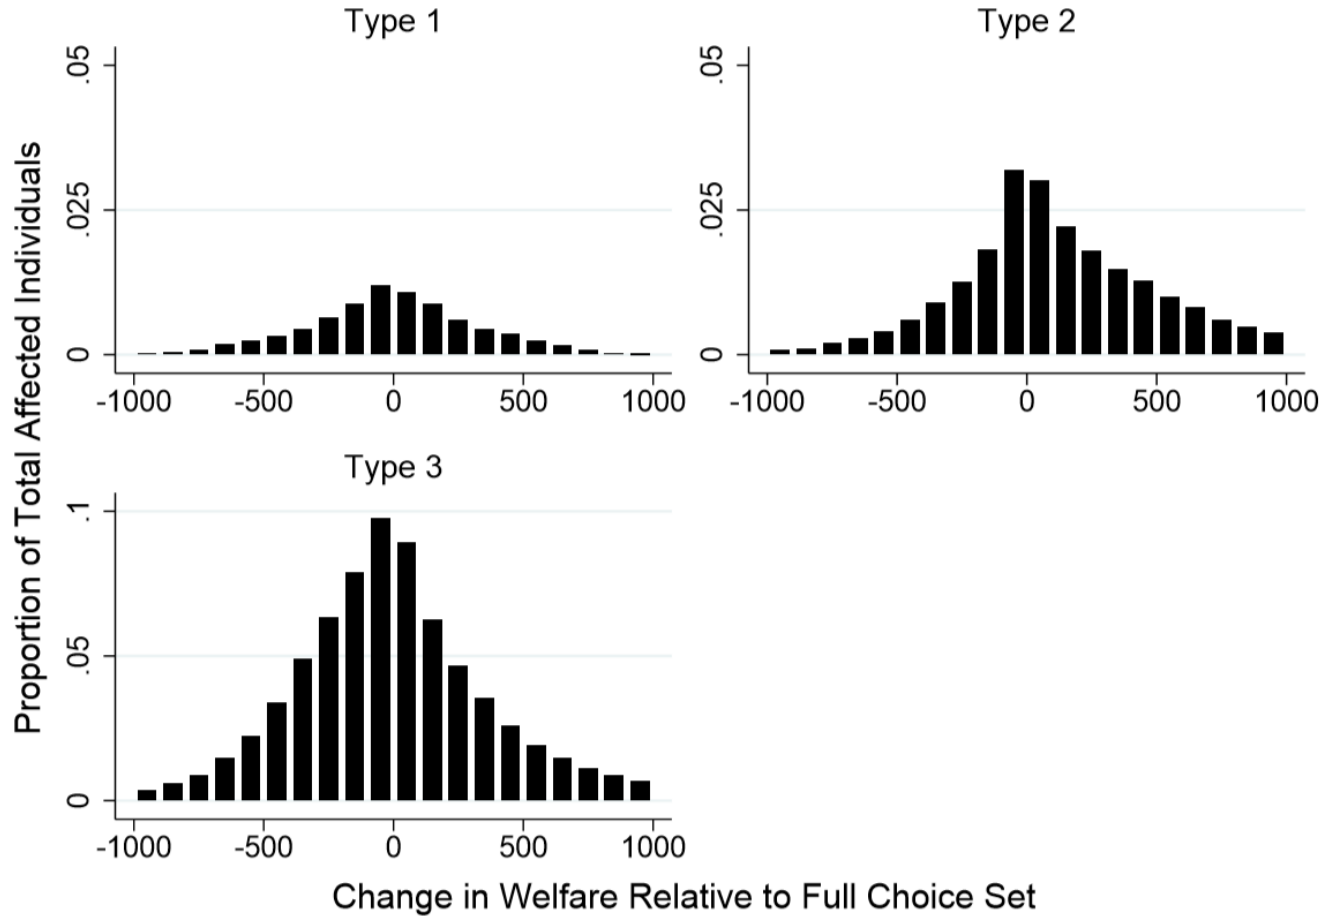 Type 1
Type 2
Proportion of Total Affected Individuals
.05
.025
0
-1000 -500 0 500 1000
.05
.025
0
-1000 -500 0 500 1000
Type 3
.1
.05
0
-1000 -500 0 500 1000
Change in Welfare Relative to Full Choice Set